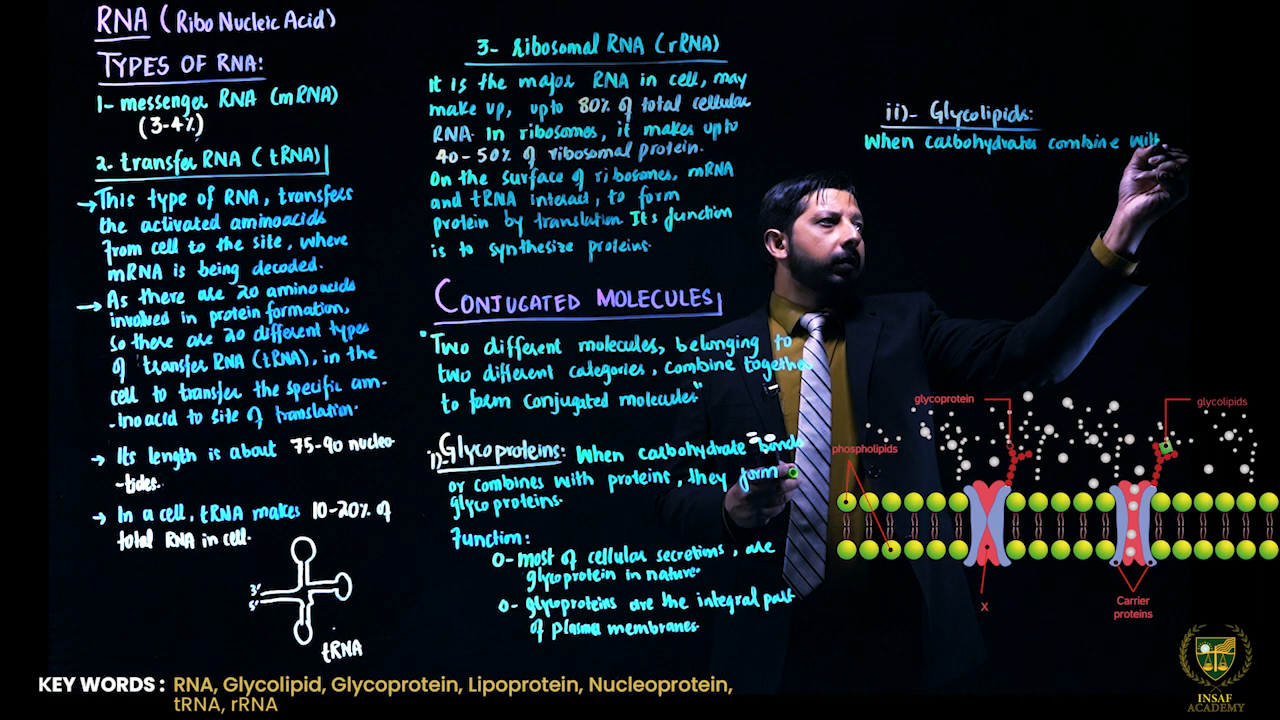 RNA (Ribo Nucleic Acid)
TYPES OF RNA:
1- messenger RNA (mRNA)
(3-4%)
2- transfer RNA (tRNA)
→ This type of RNA, transfers
the activated aminoacids
from cell to the site, where
mRNA is being decoded.
→ As there are 20 aminoacids
involved in protein formation,
so there are 20 different types
of transfer RNA (tRNA), in the
cell to transfer the specific am-
-inoacid to site of translation.
→ Its length is about 75-90 nucleo-
-tides.
→ In a cell, tRNA makes 10-20% of
total RNA in cell.
3'
5'
tRNA
3- Ribosomal RNA (rRNA)
It is the major RNA in cell, may
make up, upto 80% of total cellular
RNA. In ribosomes, it makes upto
40-50% of ribosomal protein.
On the surface of ribosomes, mRNA
and tRNA interact, to form
protein by translation. It's function
is to synthesize proteins.
CONJUGATED MOLECULES
"Two different molecules, belonging to
two different categories, combine together
to form conjugated molecules"
i)- Glycoproteins: When carbohydrate bonds
or combines with proteins, they form
glycoproteins.
Function:
0- most of cellular secretions, are
glycoprotein in nature.
0- glycoproteins are the integral part
of plasma membranes.
ii)- Glycolipids:
When carbohydrates combine with
glycoprotein
glycolipids
phospholipids
X
Carrier
proteins
KEY WORDS : RNA, Glycolipid, Glycoprotein, Lipoprotein, Nucleoprotein,
tRNA, rRNA
INSAF
ACADEMY